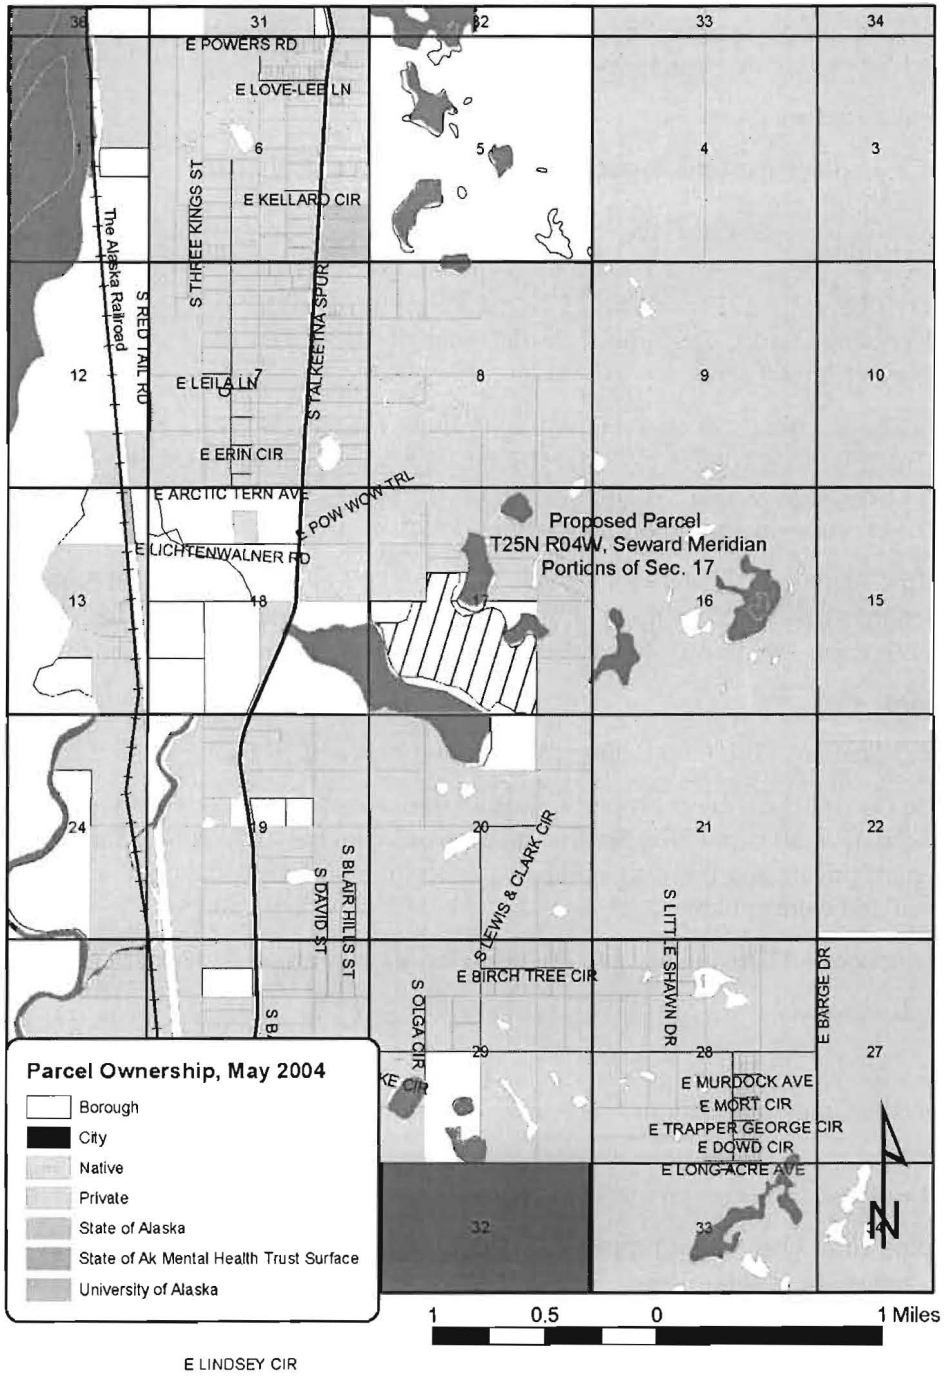 36 31 32 33 34
E POWERS RD
E LOVE-LEE LN
6 5 4 3
S THREE KINGS ST
E KELLARD CIR
The Alaska Railroad
S RED TAIL RD
S TALKEETNA SPUR
12 7 8 9 10
E LEILA LN
E ERIN CIR
E ARCTIC TERN AVE
E POW WOW TRL
E LICHTENWALNER RD
Proposed Parcel
T25N R04W, Seward Meridian
Portions of Sec. 17
13 18 17 16 15
24 19 20 21 22
S LEWIS & CLARK CIR
S BLAIR HILLS ST
S DAVID ST
S LITTLE SHAWN DR
E BARGE DR
E BIRCH TREE CIR
S OLGA CIR
S BA
29 28 27
KE CIR
E MURDOCK AVE
E MORT CIR
E TRAPPER GEORGE CIR
E DOWD CIR
E LONG ACRE AVE
32 33 34
N
Parcel Ownership, May 2004
Borough
City
Native
Private
State of Alaska
State of Ak Mental Health Trust Surface
University of Alaska
1 0.5 0 1 Miles
E LINDSEY CIR